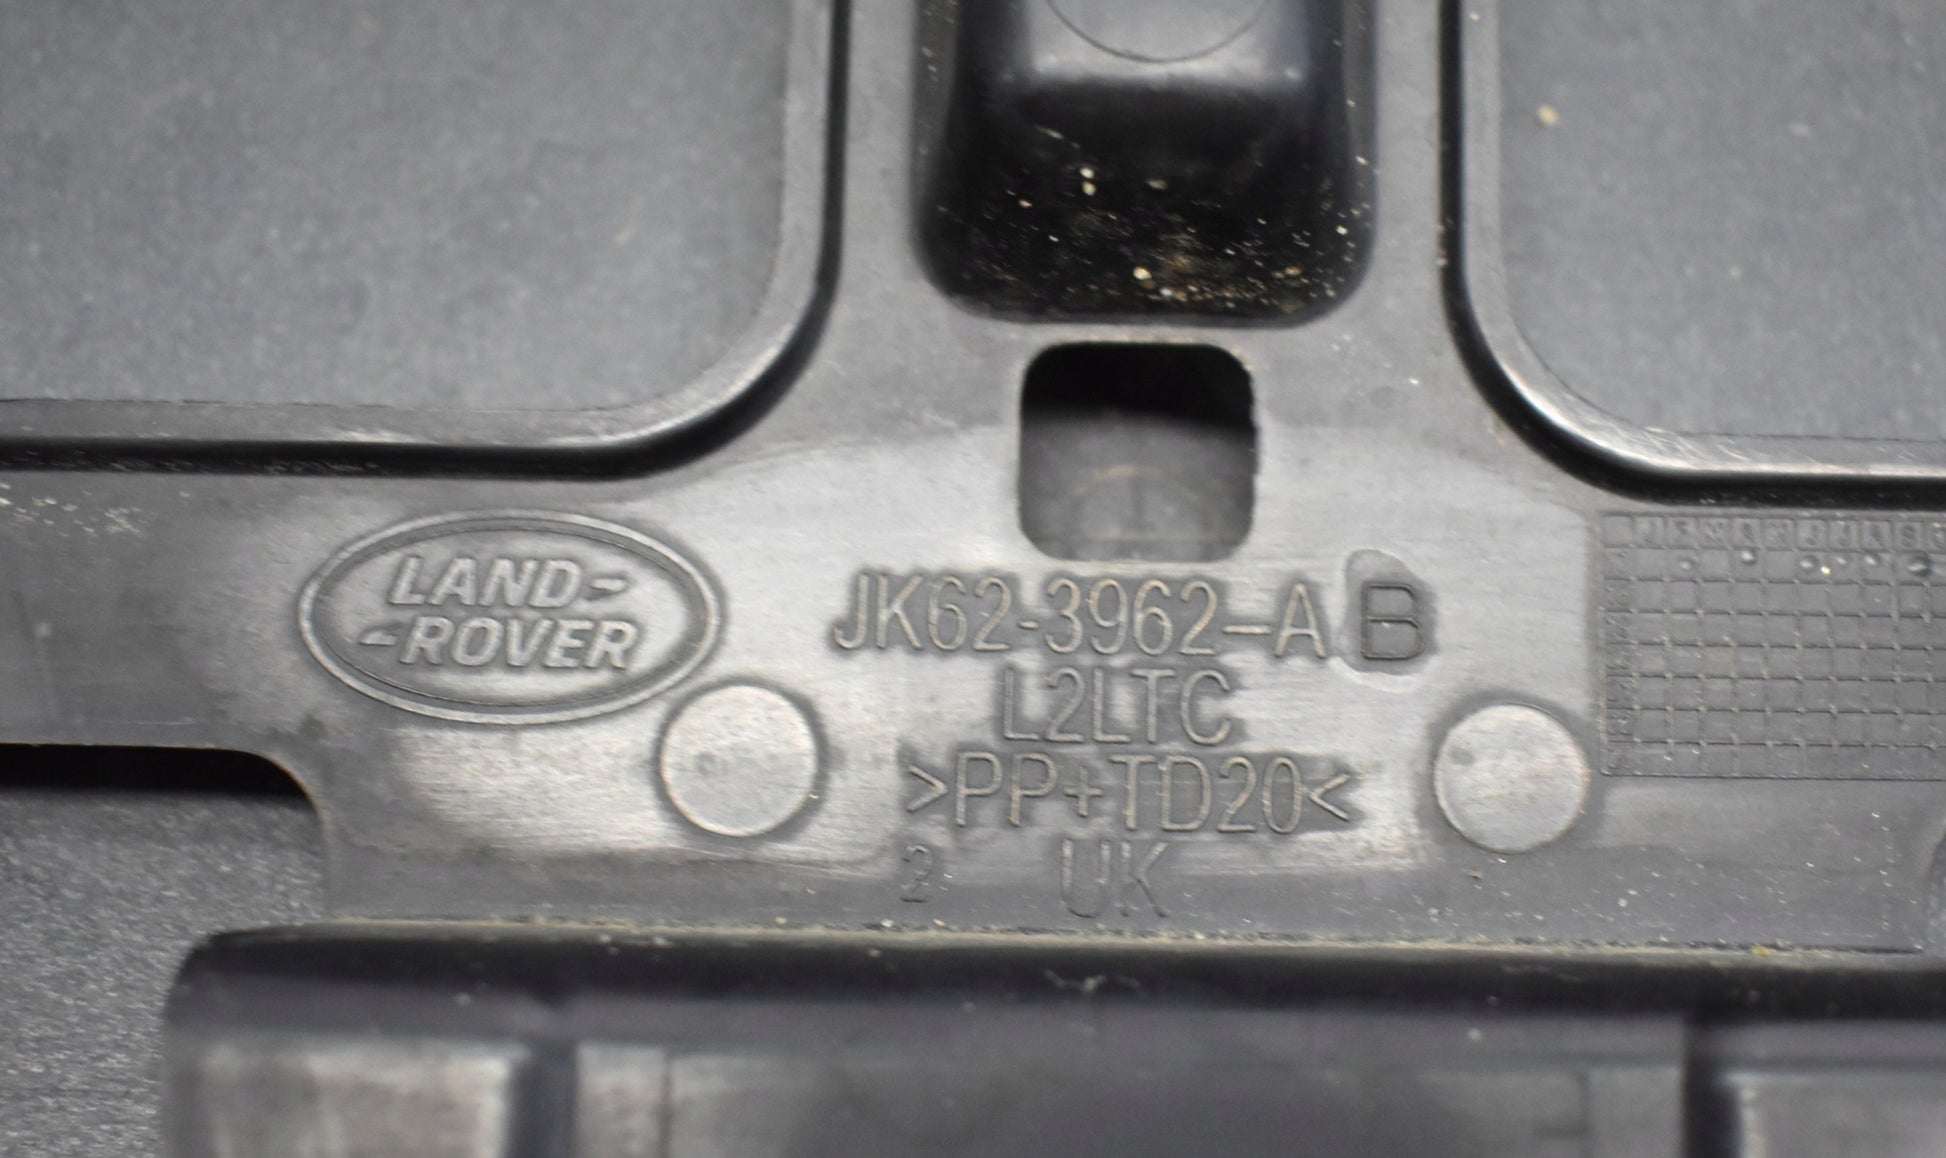 LAND-
-ROVER
JK62-3962-AB
L2LTC
>PP+TD20<
2 UK